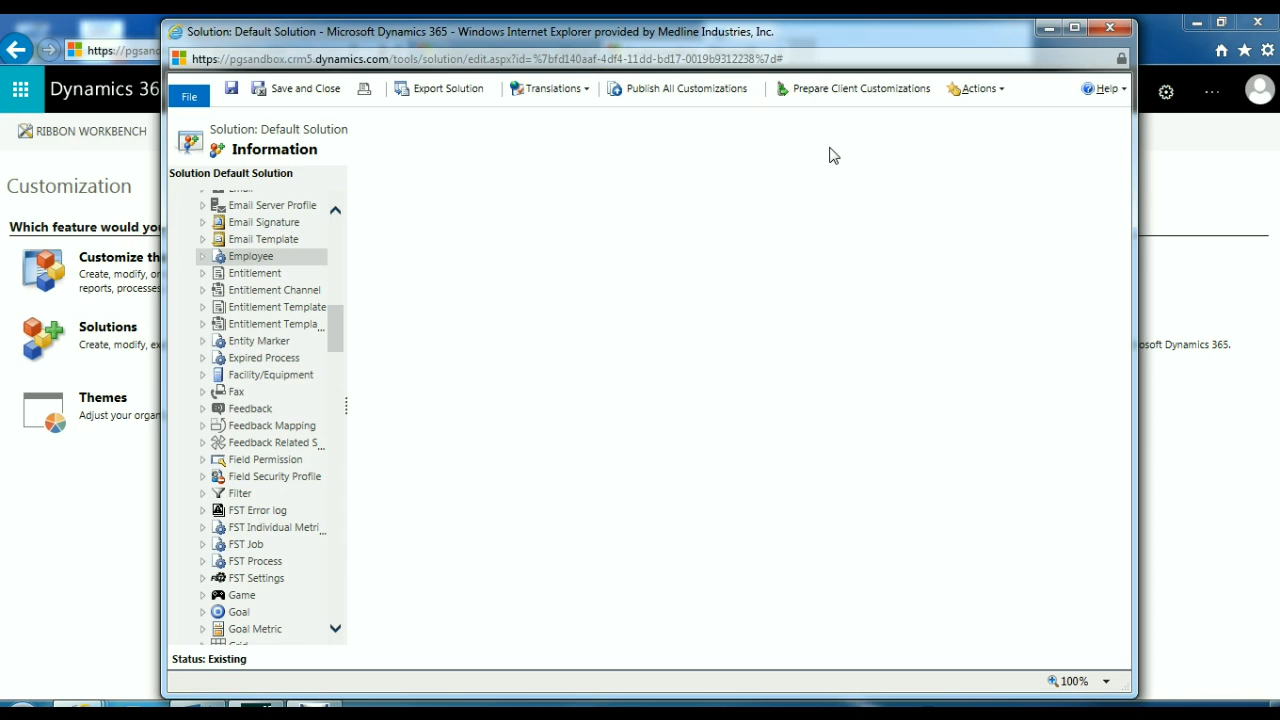 Solution: Default Solution - Microsoft Dynamics 365 - Windows Internet Explorer provided by Medline Industries, Inc.
https://pgsand
https://pgsandbox.crm5.dynamics.com/tools/solution/edit.aspx?id=%7bfd140aaf-4df4-11dd-bd17-0019b9312238%7d#
Dynamics 36
File
Save and Close
Export Solution
Translations
Publish All Customizations
Prepare Client Customizations
Actions
Help
RIBBON WORKBENCH
Solution: Default Solution
Information
Solution Default Solution
Customization
Which feature would you
Customize th
Create, modify, or
reports, processes
Solutions
Create, modify, ex
osoft Dynamics 365.
Themes
Adjust your organ
Email Server Profile
Email Signature
Email Template
Employee
Entitlement
Entitlement Channel
Entitlement Template
Entitlement Templa...
Entity Marker
Expired Process
Facility/Equipment
Fax
Feedback
Feedback Mapping
Feedback Related S...
Field Permission
Field Security Profile
Filter
FST Error log
FST Individual Metri...
FST Job
FST Process
FST Settings
Game
Goal
Goal Metric
Status: Existing
100%